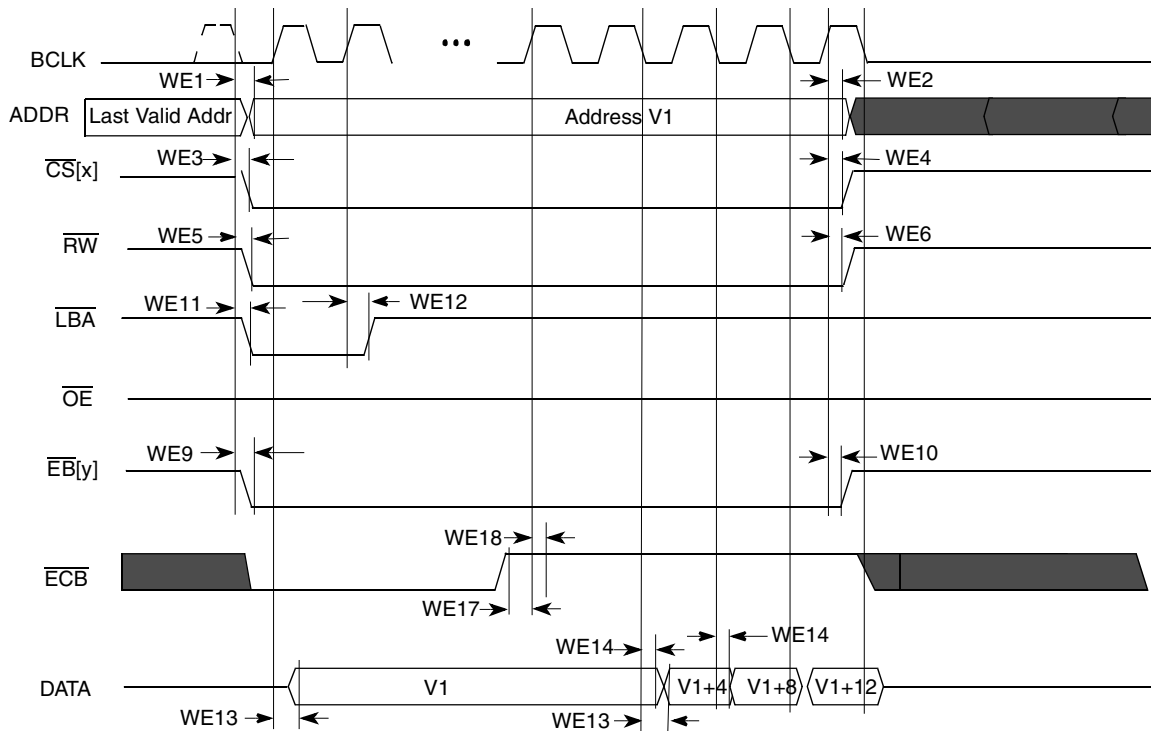 BCLK
•••
WE1
WE2
ADDR
Last Valid Addr
Address V1
CS[x]
WE3
WE4
RW
WE5
WE6
LBA
WE11
WE12
OE
EB[y]
WE9
WE10
ECB
WE18
WE17
WE14
WE14
DATA
V1
V1+4
V1+8
V1+12
WE13
WE13